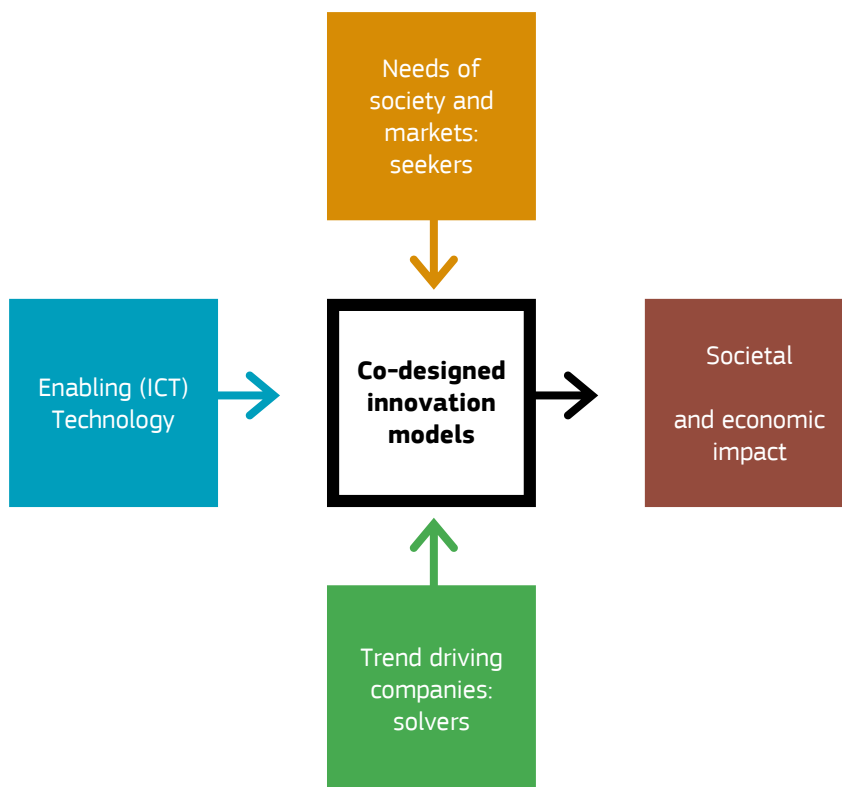 Needs of
society and
markets:
seekers
Enabling (ICT)
Technology
Co-designed
innovation
models
Societal
and economic
impact
Trend driving
companies:
solvers